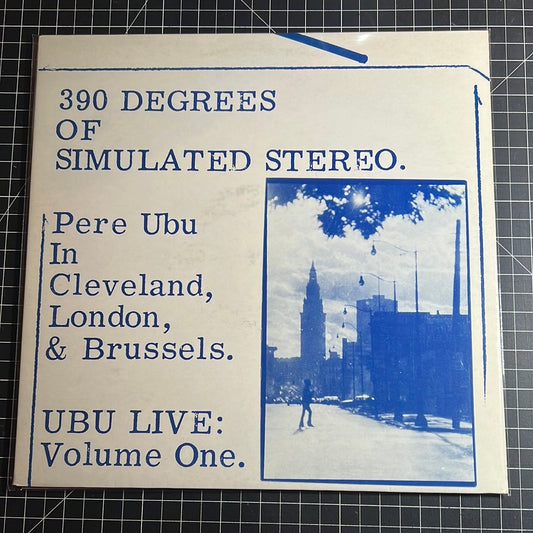 390 DEGREES
OF
SIMULATED STEREO.
Pere Ubu
In
Cleveland,
London,
& Brussels.
UBU LIVE:
Volume One.